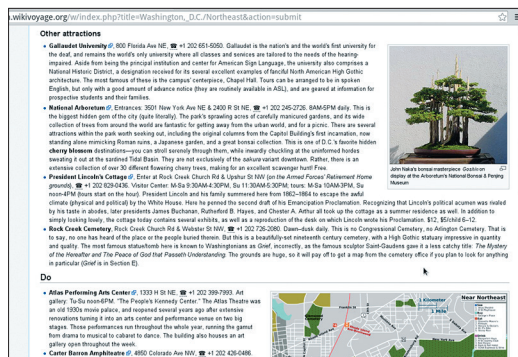 .wikivoyage.org/w/index.php?title=Washington,_D.C./Northeast&action=submit
Other attractions
Gallaudet University, 800 Florida Ave NE, ☎ +1 202 651-5050. Gallaudet is the nation's and the world's first university for
the deaf, and remains the world's only university where all classes and services are tailored to the needs of the hearing-
impaired. Aside from being the principal institution and center for American Sign Language, the university also comprises a
National Historic District, a designation received for its several excellent examples of fanciful North American High Gothic
architecture. The most famous of these is the campus' centerpiece, Chapel Hall. Tours can be arranged to be in spoken
English, but only with a good amount of advance notice (they are routinely available in ASL), and are geared at information for
prospective students and their families.
National Arboretum, Entrances: 3501 New York Ave NE & 2400 R St NE, ☎ +1 202 245-2726. 8AM-5PM daily. This is
the biggest hidden gem of the city (quite literally). The park's sprawling acres of carefully manicured gardens, and its wide
collection of trees from around the world are fantastic for getting away from the urban world, and for a picnic. There are several
attractions within the park worth seeking out, including the original columns from the Capitol Building's first incarnation, now
standing alone mimicking Roman ruins, a Japanese garden, and a great bonsai collection. This is one of D.C.'s favorite hidden
cherry blossom destinations—you can stroll serenely through them, while inwardly chuckling at the uninformed hordes
sweating it out at the sardined Tidal Basin. They are not exclusively of the sakura variant downtown. Rather, there is an
extensive collection of over 30 different flowering cherry trees, making for an excellent scavenger hunt! Free.
John Naka's bonsai masterpiece Goshin on
display at the Arboretum's National Bonsai & Penjing
Museum
President Lincoln's Cottage, Enter at Rock Creek Church Rd & Upshur St NW (on the Armed Forces' Retirement Home
grounds), ☎ +1 202 829-0436. Visitor Center: M-Sa 9:30AM-4:30PM, Su 11:30AM-5:30PM; tours: M-Sa 10AM-3PM, Su
noon-4PM (tours start on the hour). President Lincoln and his family summered here from 1862–1864 to escape the awful
climate (physical and political) by the White House. Here he penned the second draft of his Emancipation Proclamation. Recognizing that Lincoln's political acumen was rivaled
by his taste in abodes, later presidents James Buchanan, Rutherford B. Hayes, and Chester A. Arthur all took up the cottage as a summer residence as well. In addition to
simply looking lovely, the cottage today contains several exhibits, as well as a reproduction of the desk on which Lincoln wrote his Proclamation. $12, $5/child 6-12.
Rock Creek Cemetery, Rock Creek Church Rd & Webster St NW, ☎ +1 202 726-2080. Dawn-dusk daily. This is no Congressional Cemetery, no Arlington Cemetery. That is
to say, no one has heard of the place or the people buried therein. But this is a beautifully-set nineteenth century cemetery, with a High Gothic statuary impressive in quantity
and quality. The most famous statue/tomb here is known to Washingtonians as Grief, incorrectly, as the famous sculptor Saint-Gaudens gave it a less catchy title: The Mystery
of the Hereafter and The Peace of God that Passeth Understanding. The grounds are huge, so it will pay off to get a map from the cemetery office if you plan to look for anything
in particular (Grief is in Section E).
Do
Atlas Performing Arts Center, 1333 H St NE, ☎ +1 202 399-7993. Art
gallery: Tu-Su noon-6PM. "The People's Kennedy Center." The Atlas Theatre was
an old 1930s movie palace, and reopened several years ago after extensive
renovations turning it into an arts center and performance venue on two big
stages. Those performances run throughout the whole year, running the gamut
from drama to musical to cabaret to dance. The building also houses an art
gallery open throughout the week.
Carter Barron Amphitheatre, 4850 Colorado Ave NW, ☎ +1 202 426-0486.
Near Northeast
1 Kilometer
1 Mile